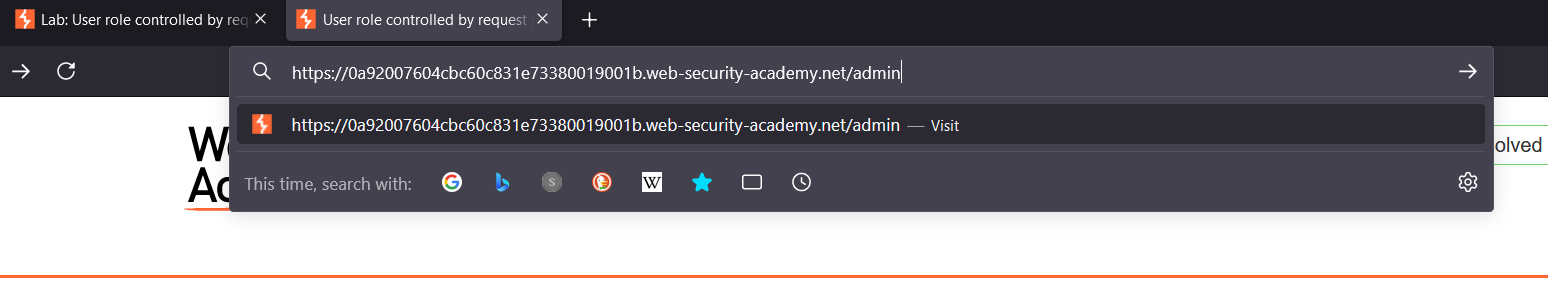 Lab: User role controlled by req
User role controlled by request
https://0a92007604cbc60c831e73380019001b.web-security-academy.net/admin
https://0a92007604cbc60c831e73380019001b.web-security-academy.net/admin — Visit
olved
This time, search with:
W